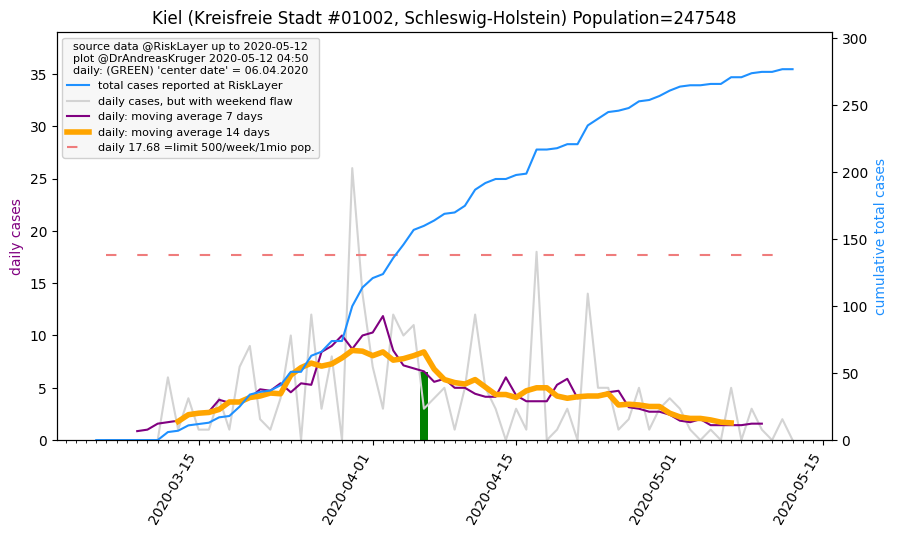 Kiel (Kreisfreie Stadt #01002, Schleswig-Holstein) Population=247548
source data @RiskLayer up to 2020-05-12
plot @DrAndreasKruger 2020-05-12 04:50
daily: (GREEN) 'center date' = 06.04.2020
total cases reported at RiskLayer
daily cases, but with weekend flaw
daily: moving average 7 days
daily: moving average 14 days
daily 17.68 =limit 500/week/1mio pop.
daily cases
35
30
25
20
15
10
5
0
cumulative total cases
300
250
200
150
100
50
0
2020-03-15
2020-04-01
2020-04-15
2020-05-01
2020-05-15